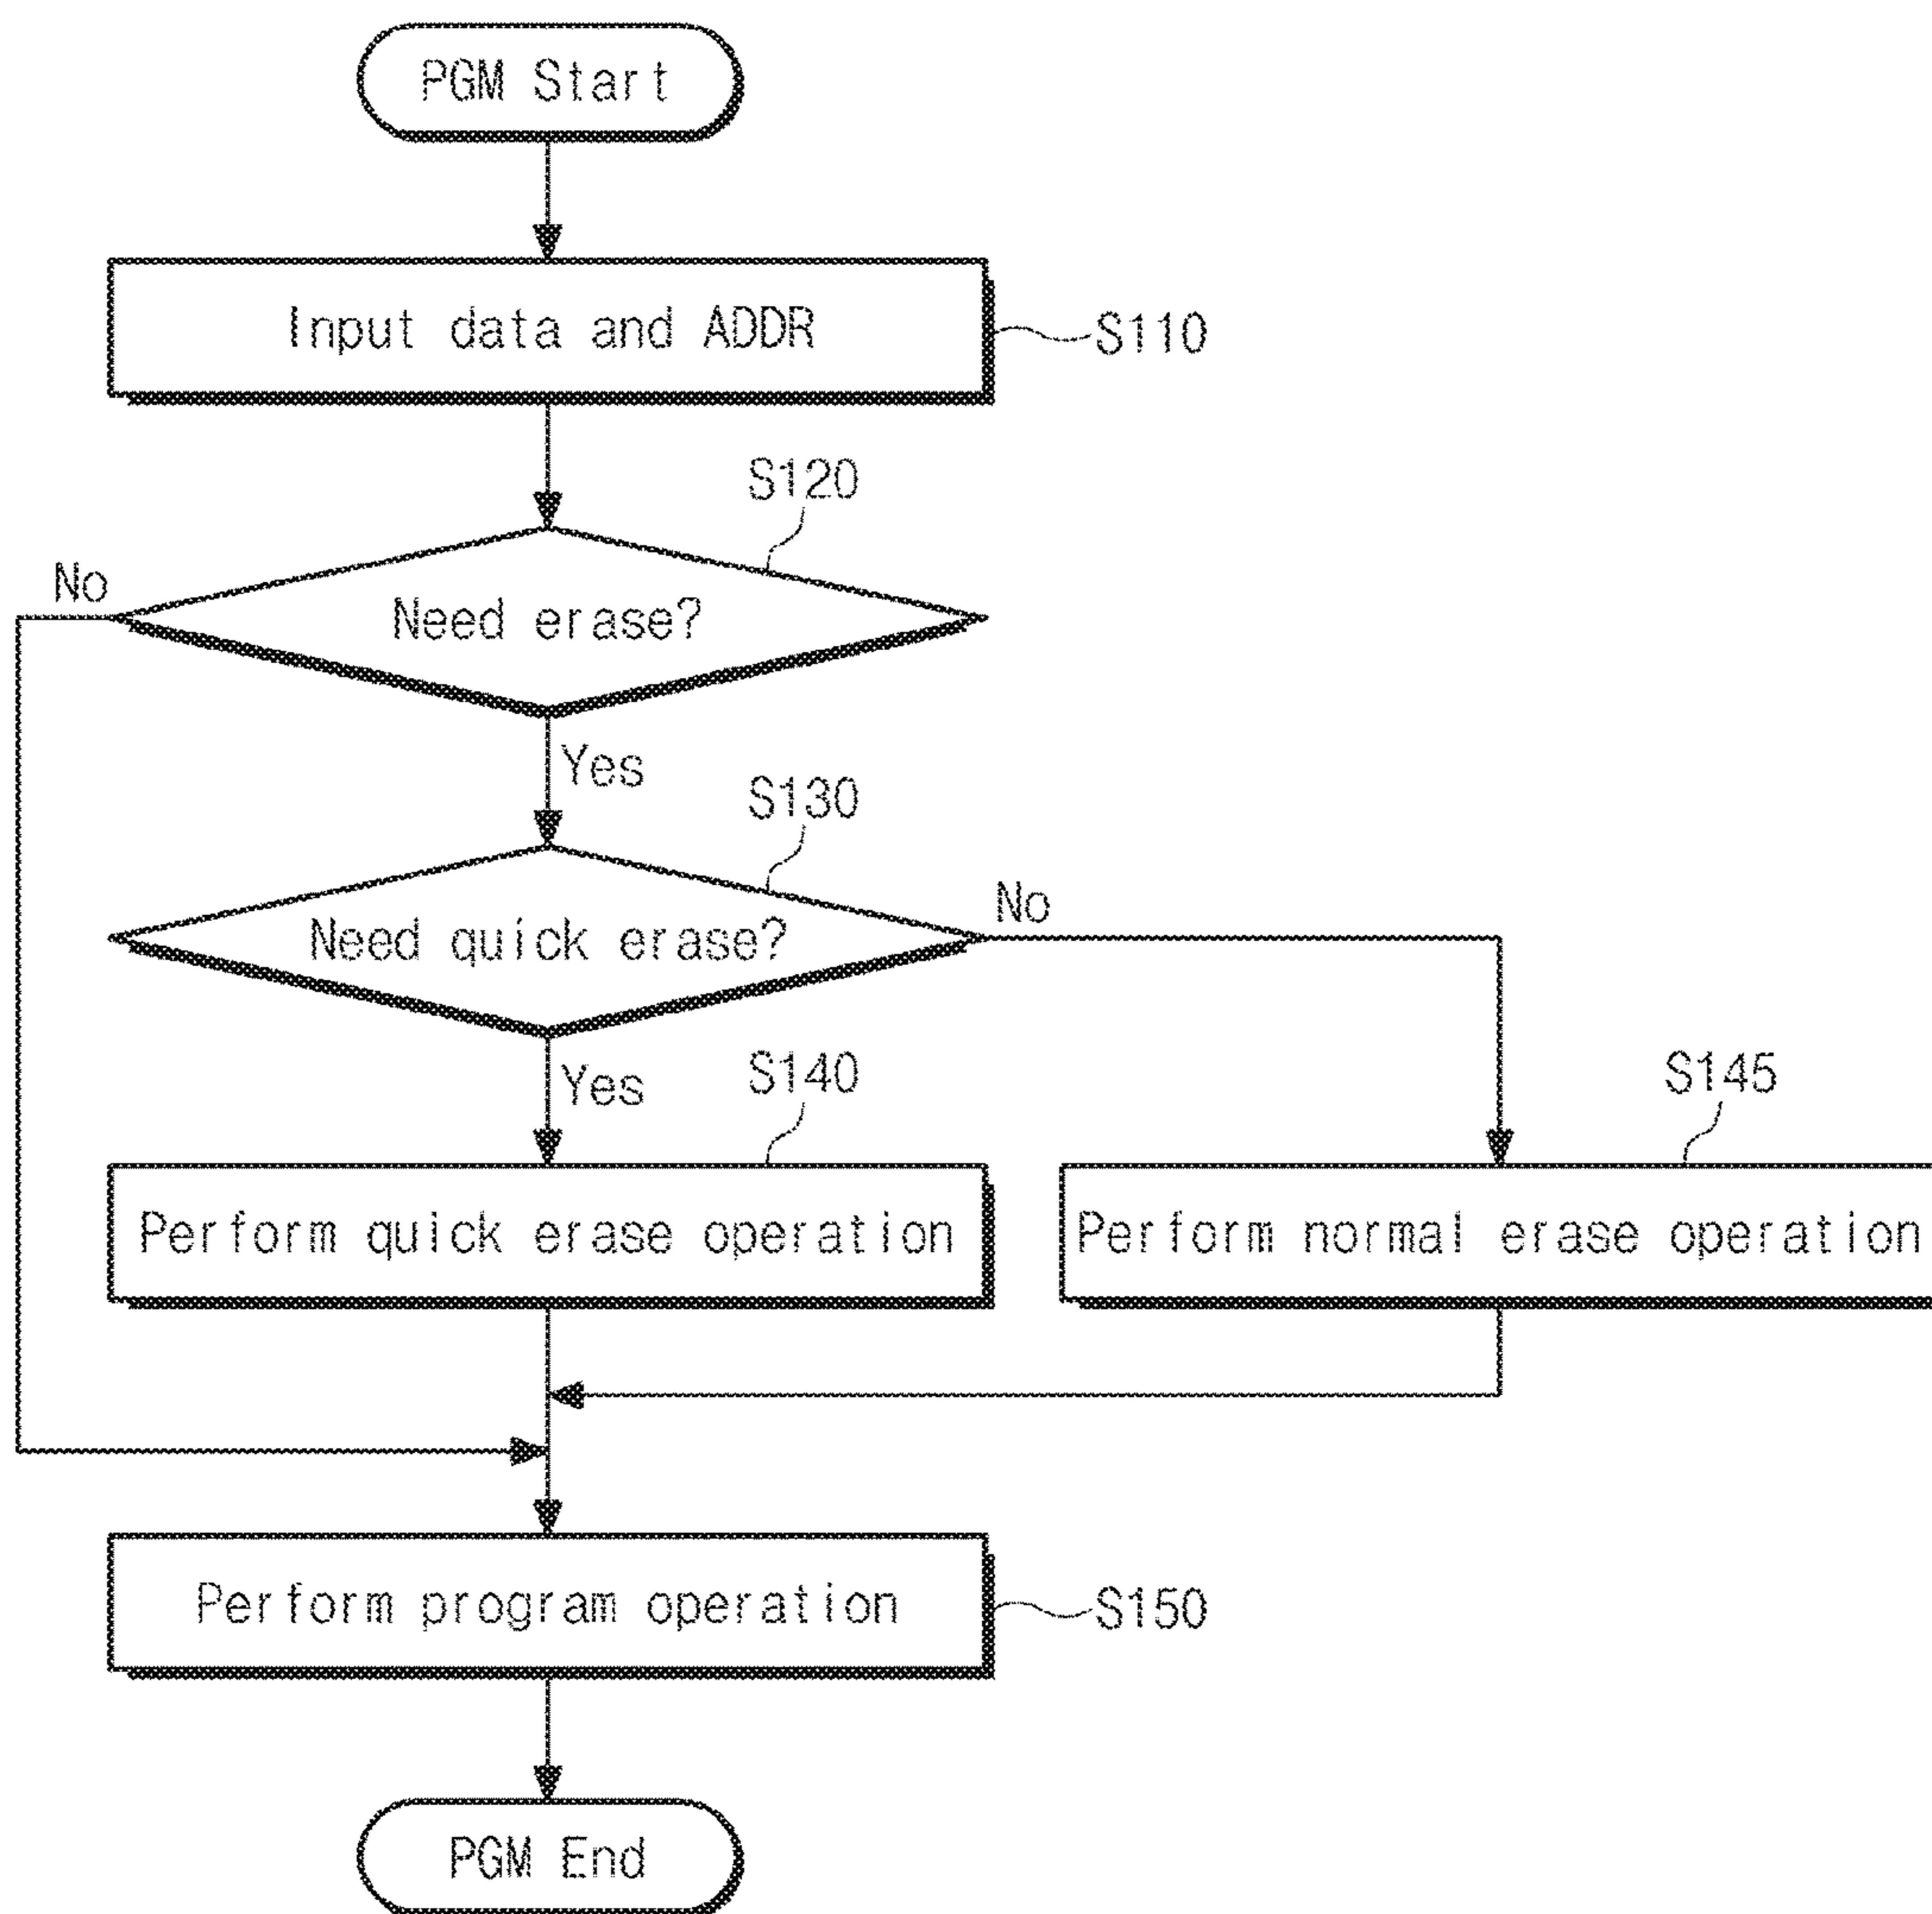 PGM Start
Input data and ADDR
S110
S120
No
Need erase?
Yes
S130
No
Need quick erase?
Yes
S140
S145
Perform quick erase operation
Perform normal erase operation
Perform program operation
S150
PGM End